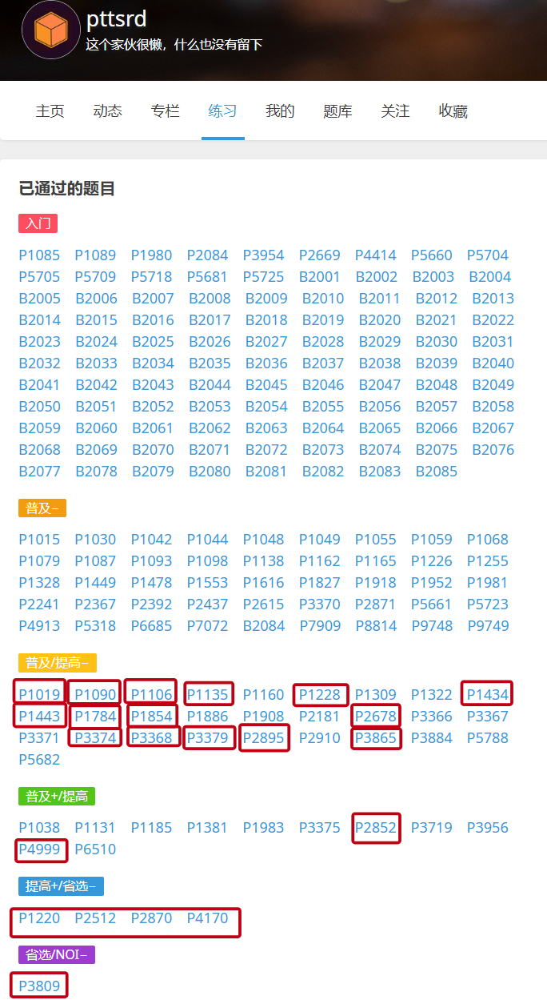 pttsrd
这个家伙很懒，什么也没有留下
主页 动态 专栏 练习 我的 题库 关注 收藏
已通过的题目
入门
P1085 P1089 P1980 P2084 P3954 P2669 P4414 P5660 P5704
P5705 P5709 P5718 P5681 P5725 B2001 B2002 B2003 B2004
B2005 B2006 B2007 B2008 B2009 B2010 B2011 B2012 B2013
B2014 B2015 B2016 B2017 B2018 B2019 B2020 B2021 B2022
B2023 B2024 B2025 B2026 B2027 B2028 B2029 B2030 B2031
B2032 B2033 B2034 B2035 B2036 B2037 B2038 B2039 B2040
B2041 B2042 B2043 B2044 B2045 B2046 B2047 B2048 B2049
B2050 B2051 B2052 B2053 B2054 B2055 B2056 B2057 B2058
B2059 B2060 B2061 B2062 B2063 B2064 B2065 B2066 B2067
B2068 B2069 B2070 B2071 B2072 B2073 B2074 B2075 B2076
B2077 B2078 B2079 B2080 B2081 B2082 B2083 B2085
普及−
P1015 P1030 P1042 P1044 P1048 P1049 P1055 P1059 P1068
P1079 P1087 P1093 P1098 P1138 P1162 P1165 P1226 P1255
P1328 P1449 P1478 P1553 P1616 P1827 P1918 P1952 P1981
P2241 P2367 P2392 P2437 P2615 P3370 P2871 P5661 P5723
P4913 P5318 P6685 P7072 B2084 P7909 P8814 P9748 P9749
普及/提高−
P1019 P1090 P1106 P1135 P1160 P1228 P1309 P1322 P1434
P1443 P1784 P1854 P1886 P1908 P2181 P2678 P3366 P3367
P3371 P3374 P3368 P3379 P2895 P2910 P3865 P3884 P5788
P5682
普及+/提高
P1038 P1131 P1185 P1381 P1983 P3375 P2852 P3719 P3956
P4999 P6510
提高+/省选−
P1220 P2512 P2870 P4170
省选/NOI−
P3809